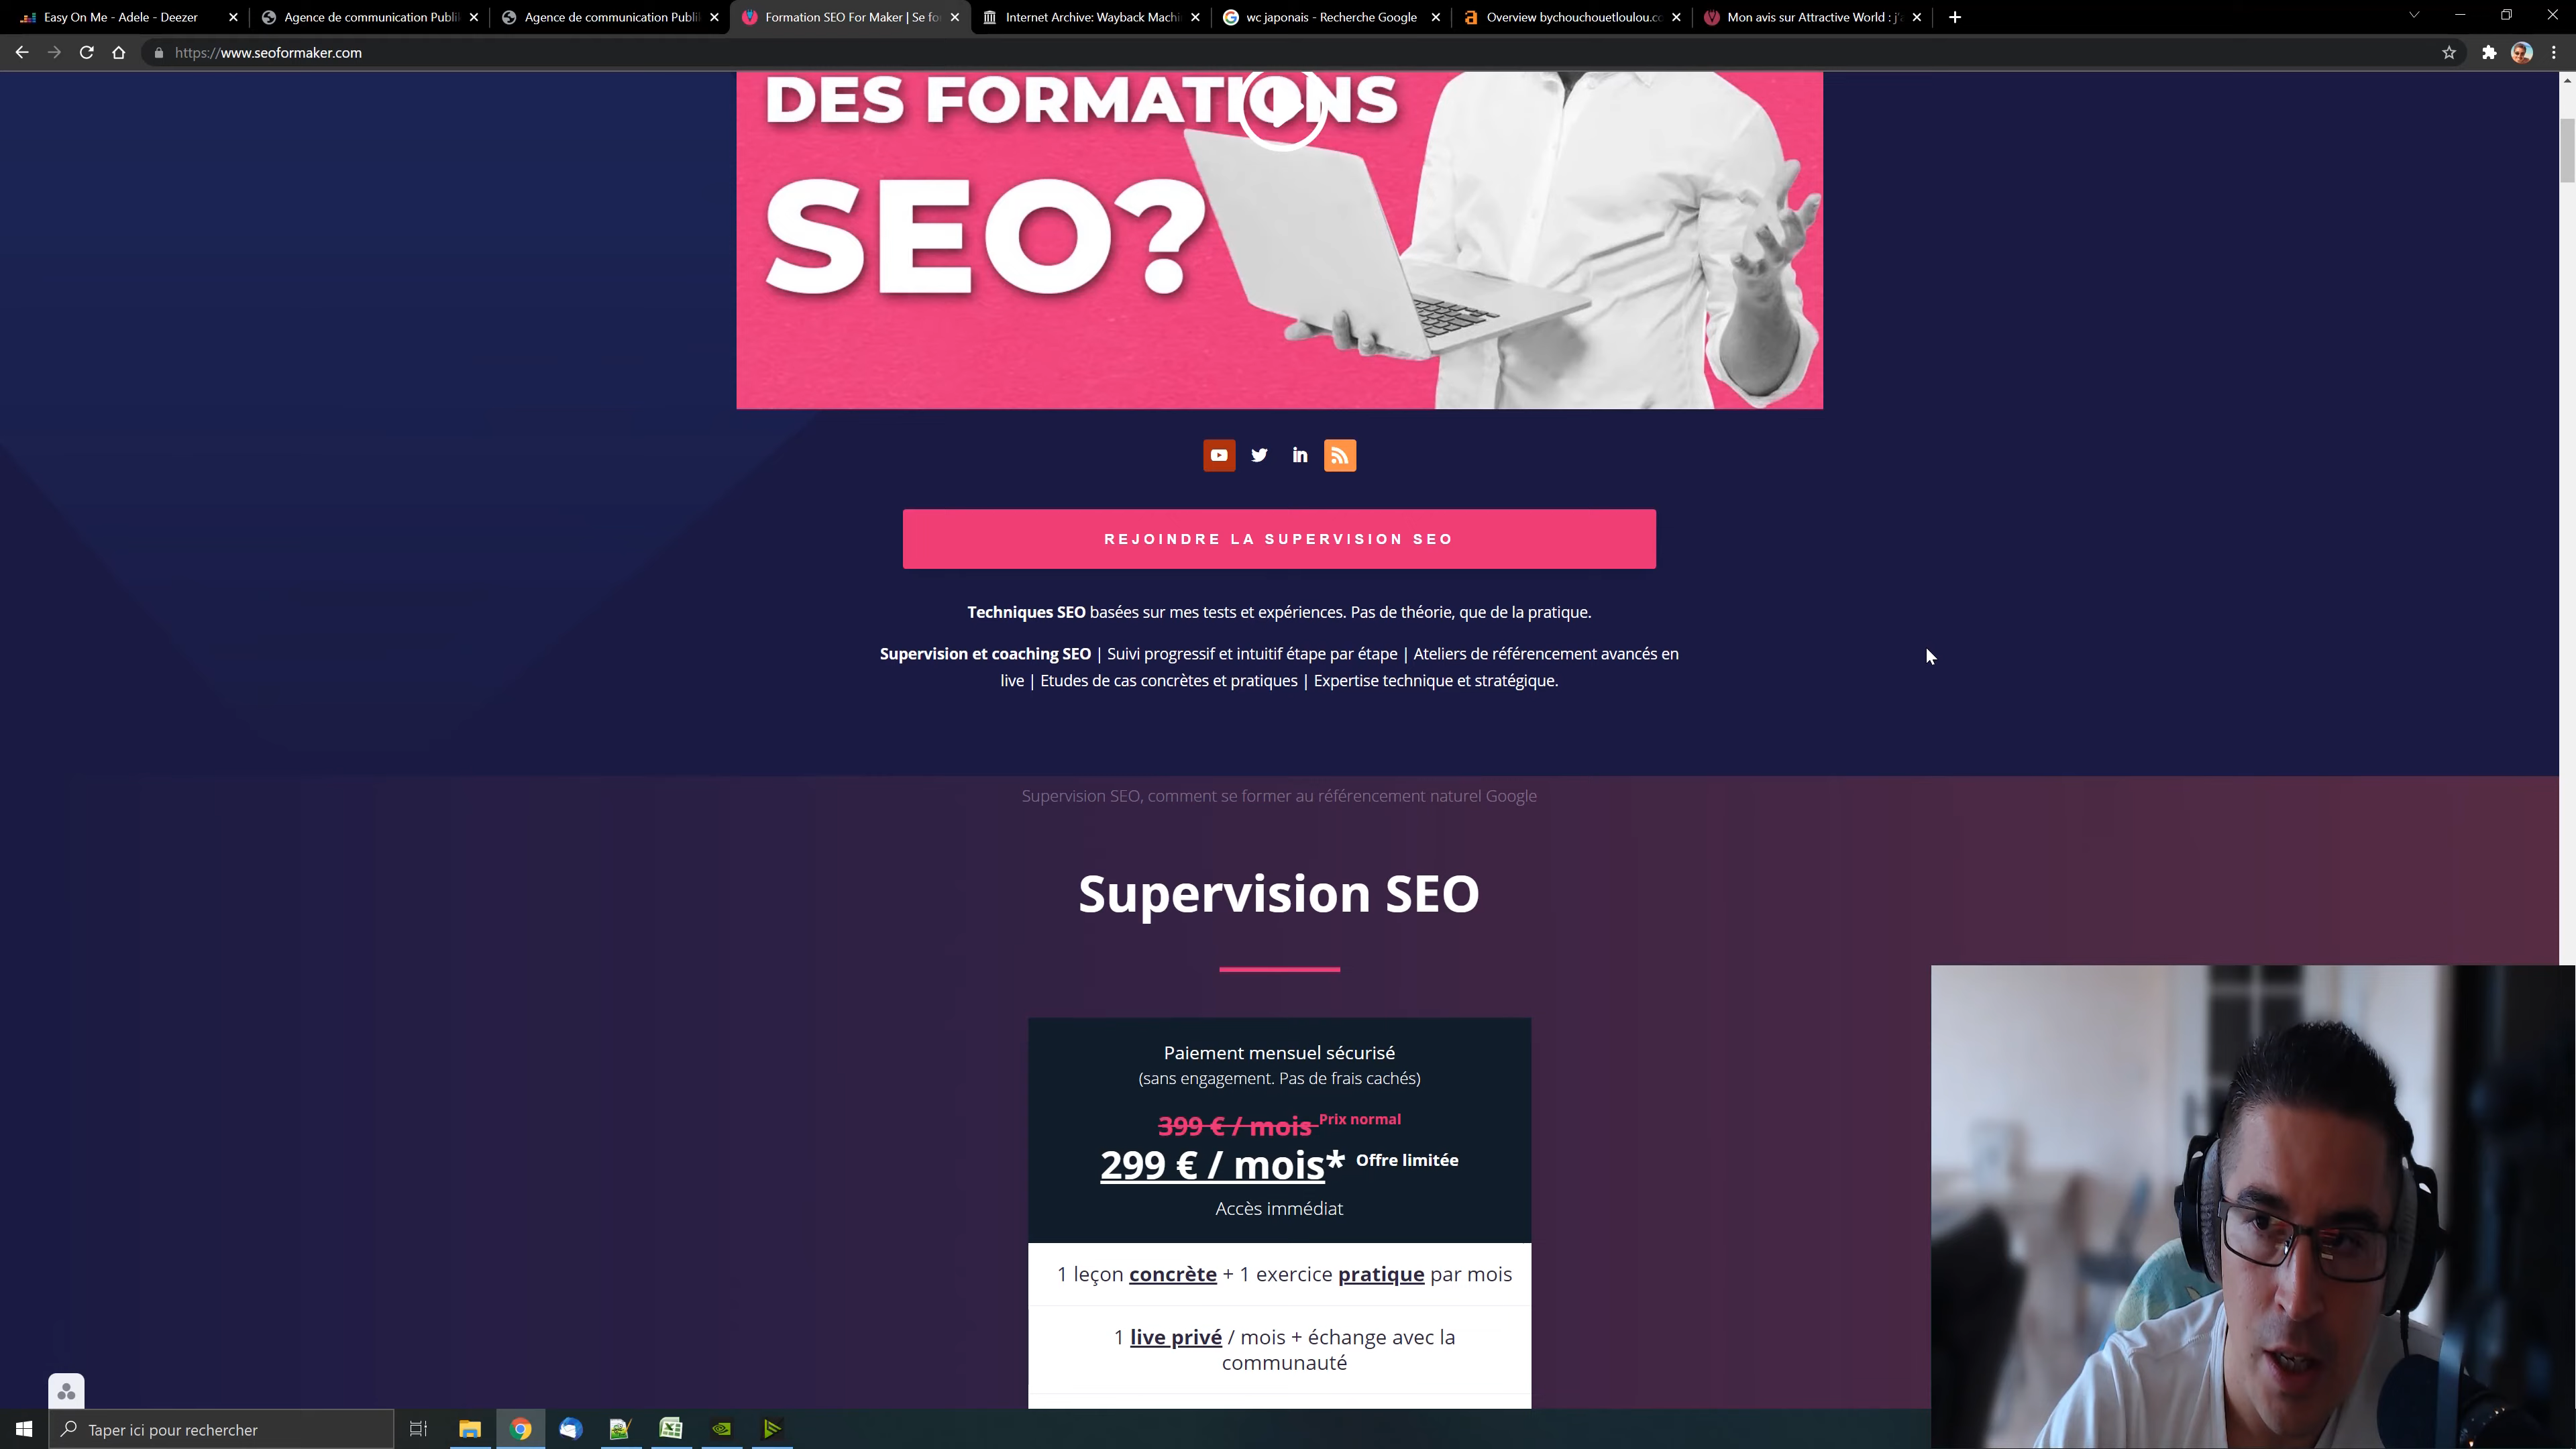 Easy On Me - Adele - Deezer
Agence de communication Publi
Agence de communication Publi
Formation SEO For Maker | Se fo
Internet Archive: Wayback Machi
wc japonais - Recherche Google
Overview bychouchouetloulou.co
Mon avis sur Attractive World : j'
https://www.seoformaker.com
DES FORMATIONS
SEO?
REJOINDRE LA SUPERVISION SEO
Techniques SEO basées sur mes tests et expériences. Pas de théorie, que de la pratique.
Supervision et coaching SEO | Suivi progressif et intuitif étape par étape | Ateliers de référencement avancés en
live | Etudes de cas concrètes et pratiques | Expertise technique et stratégique.
Supervision SEO, comment se former au référencement naturel Google
Supervision SEO
Paiement mensuel sécurisé
(sans engagement. Pas de frais cachés)
399 € / mois Prix normal
299 € / mois* Offre limitée
Accès immédiat
1 leçon concrète + 1 exercice pratique par mois
1 live privé / mois + échange avec la
communauté
Taper ici pour rechercher